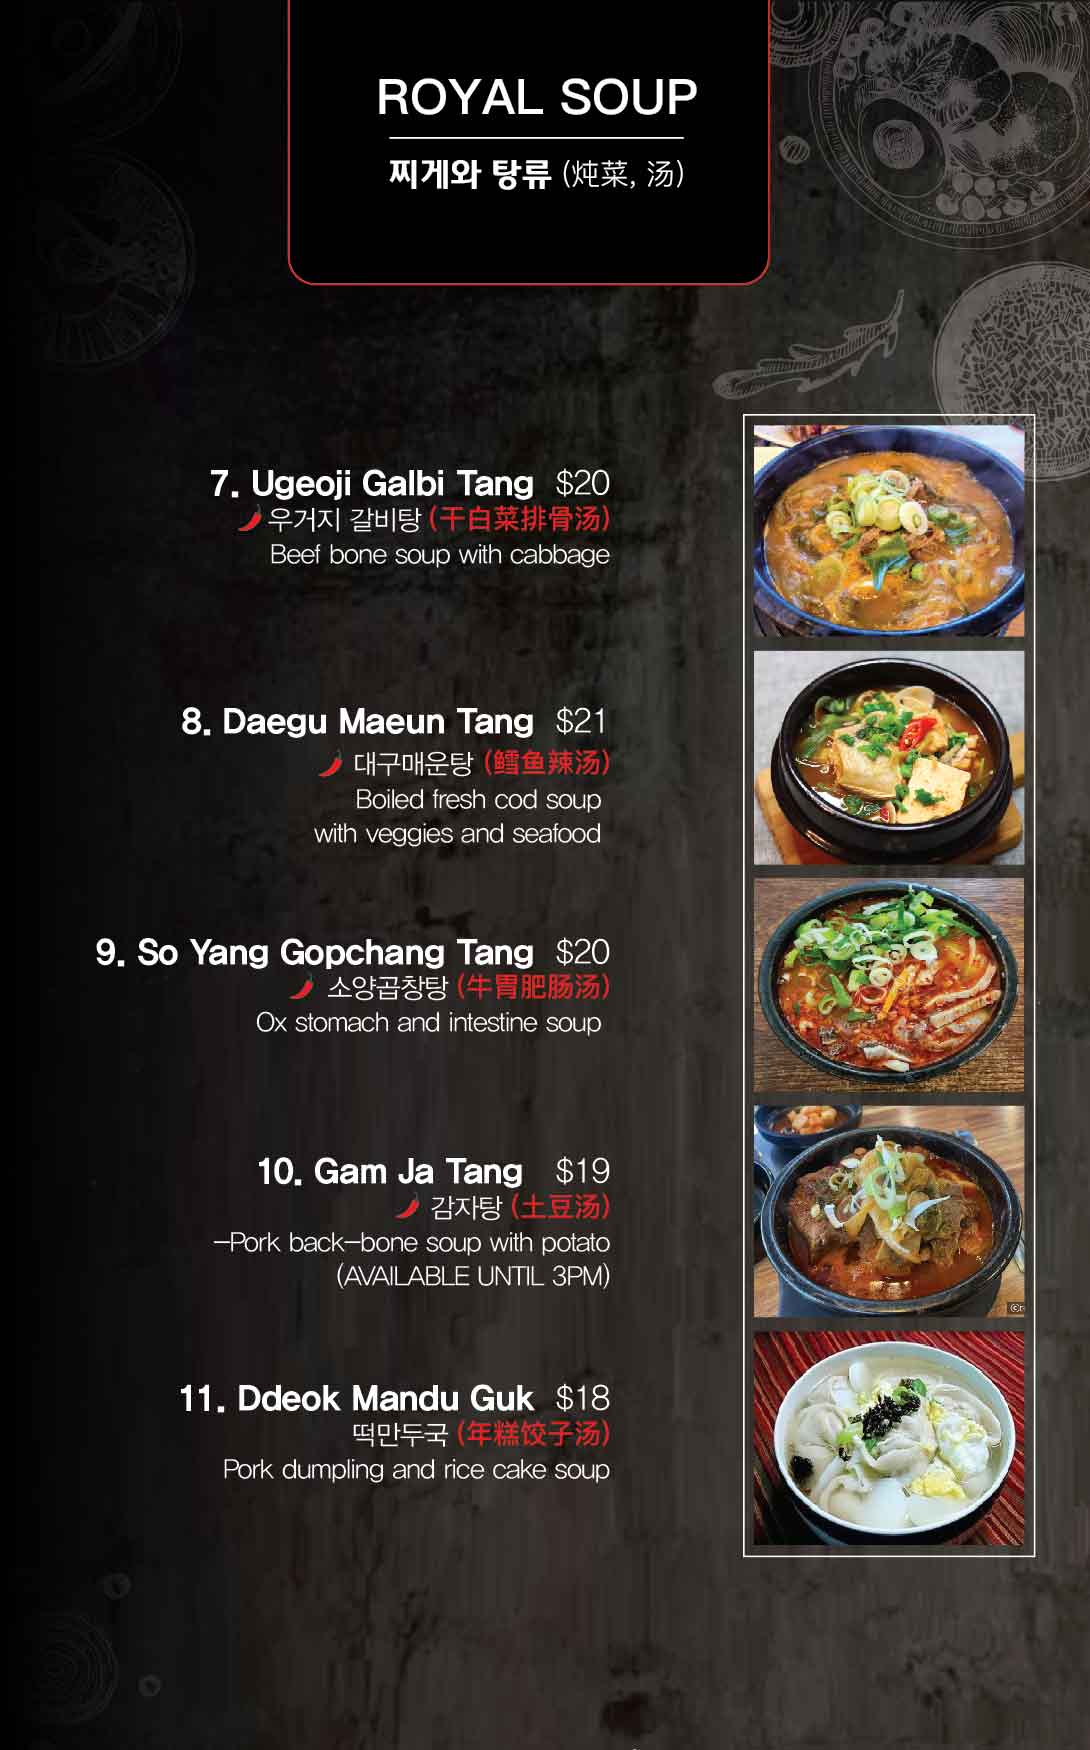 ROYAL SOUP
찌게와 탕류 (炖菜, 汤)
7. Ugeoji Galbi Tang $20
우거지 갈비탕 (干白菜排骨汤)
Beef bone soup with cabbage
8. Daegu Maeun Tang $21
대구매운탕 (鳕鱼辣汤)
Boiled fresh cod soup
with veggies and seafood
9. So Yang Gopchang Tang $20
소양곱창탕 (牛胃肥肠汤)
Ox stomach and intestine soup
10. Gam Ja Tang $19
감자탕 (土豆汤)
-Pork back-bone soup with potato
(AVAILABLE UNTIL 3PM)
11. Ddeok Mandu Guk $18
떡만두국 (年糕饺子汤)
Pork dumpling and rice cake soup